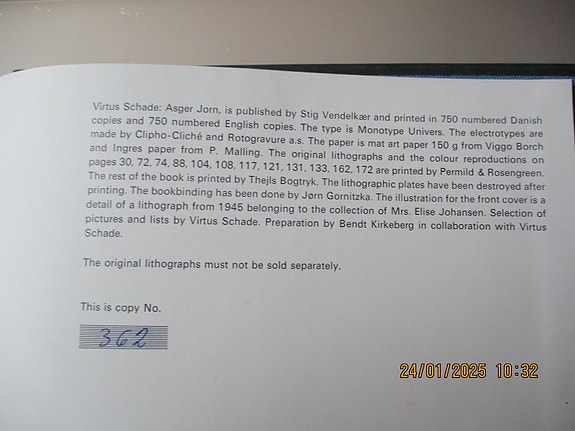 Virtus Schade: Asger Jorn, is published by Stig Vendelkær and printed in 750 numbered Danish
copies and 750 numbered English copies. The type is Monotype Univers. The electrotypes are
made by Clipho-Cliché and Rotogravure a.s. The paper is mat art paper 150 g from Viggo Borch
and Ingres paper from P. Malling. The original lithographs and the colour reproductions on
pages 30, 72, 74, 88, 104, 108, 117, 121, 131, 133, 162, 172 are printed by Permild & Rosengreen.
The rest of the book is printed by Thejls Bogtryk. The lithographic plates have been destroyed after
printing. The bookbinding has been done by Jørn Gornitzka. The illustration for the front cover is a
detail of a lithograph from 1945 belonging to the collection of Mrs. Elise Johansen. Selection of
pictures and lists by Virtus Schade. Preparation by Bendt Kirkeberg in collaboration with Virtus
Schade.
The original lithographs must not be sold separately.
This is copy No.
362
24/01/2025 10:32